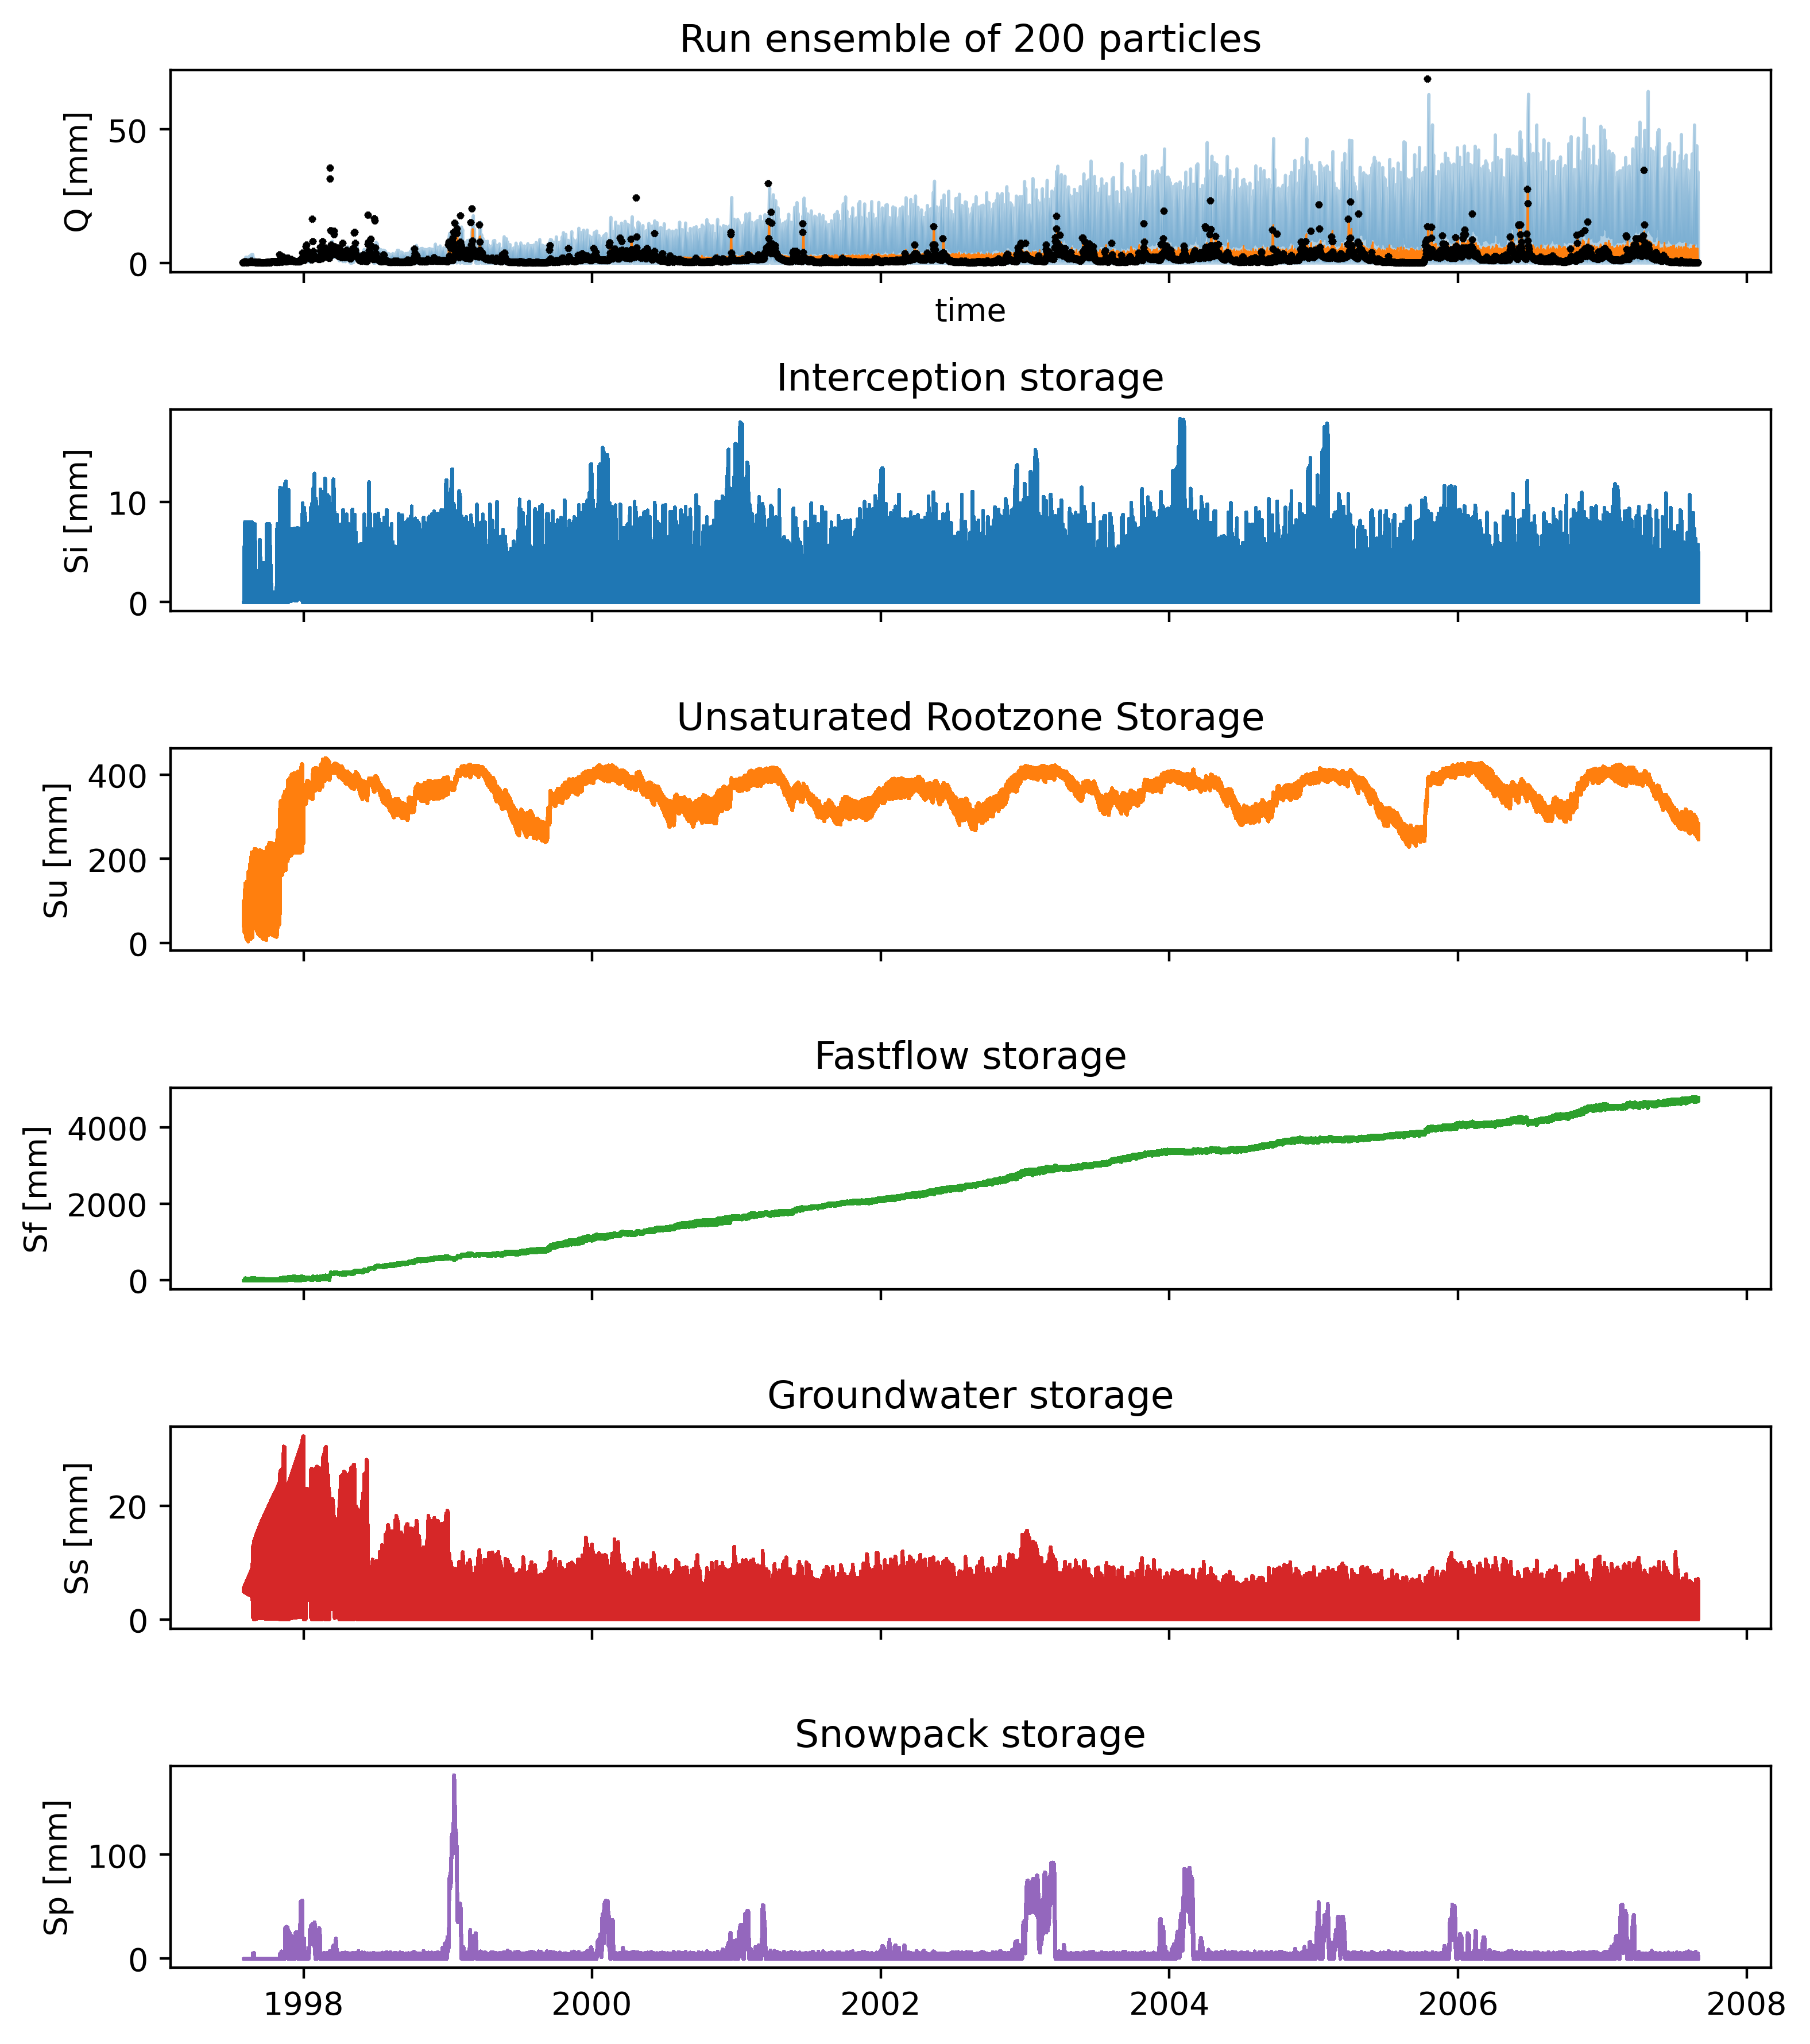 Run ensemble of 200 particles
Q [mm]
50
0
time
Interception storage
Si [mm]
10
0
Unsaturated Rootzone Storage
Su [mm]
400
200
0
Fastflow storage
Sf [mm]
4000
2000
0
Groundwater storage
Ss [mm]
20
0
Snowpack storage
Sp [mm]
100
0
1998 2000 2002 2004 2006 2008